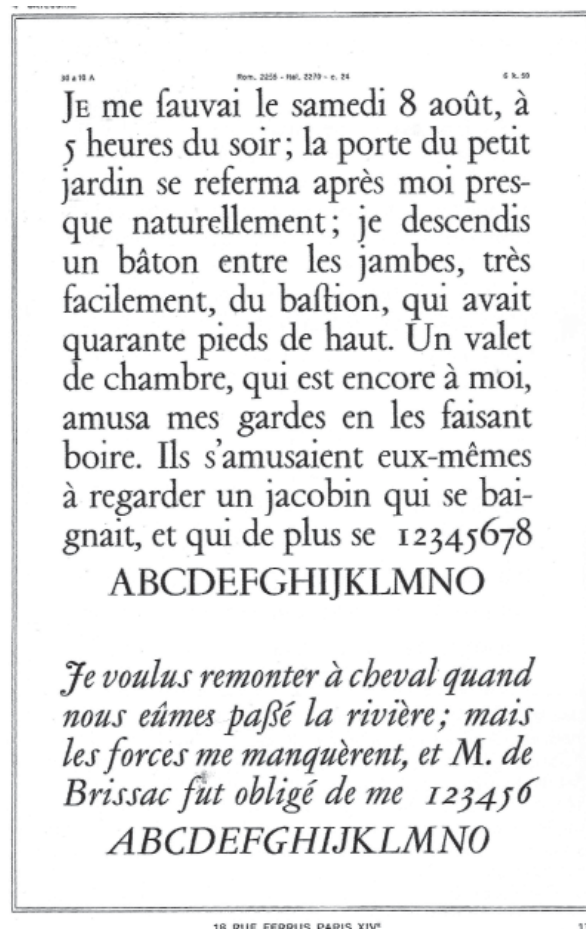 30 a 10 A Rom. 2259 - Ital. 2270 - c. 24 G k. 50
JE me ſauvai le samedi 8 août, à
5 heures du soir ; la porte du petit
jardin se referma après moi pres-
que naturellement ; je descendis
un bâton entre les jambes, très
facilement, du baſtion, qui avait
quarante pieds de haut. Un valet
de chambre, qui est encore à moi,
amusa mes gardes en les faisant
boire. Ils s’amusaient eux-mêmes
à regarder un jacobin qui se bai-
gnait, et qui de plus se 12345678
ABCDEFGHIJKLMNO
Je voulus remonter à cheval quand
nous eûmes paſsé la rivière ; mais
les forces me manquèrent, et M. de
Brissac fut obligé de me 123456
ABCDEFGHIJKLMNO
18 RUE FERRUS PARIS XIVᵉ